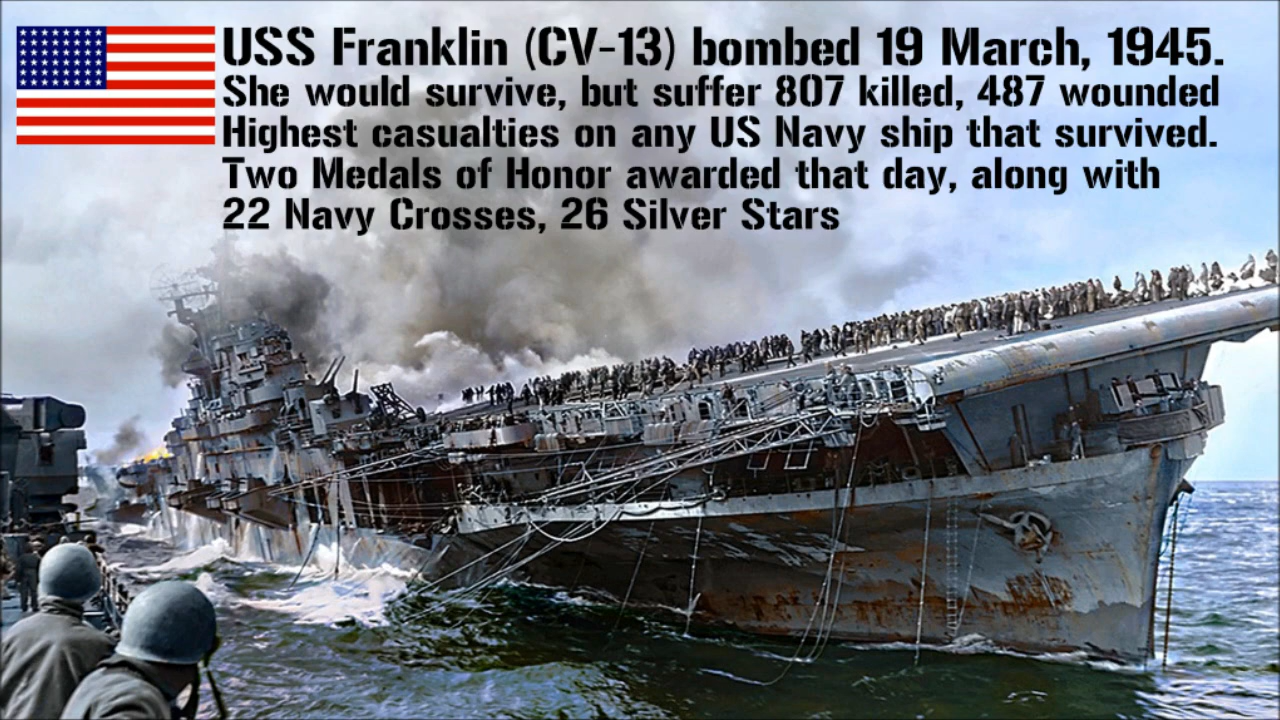 USS Franklin (CV-13) bombed 19 March, 1945.
She would survive, but suffer 807 killed, 487 wounded
Highest casualties on any US Navy ship that survived.
Two Medals of Honor awarded that day, along with
22 Navy Crosses, 26 Silver Stars